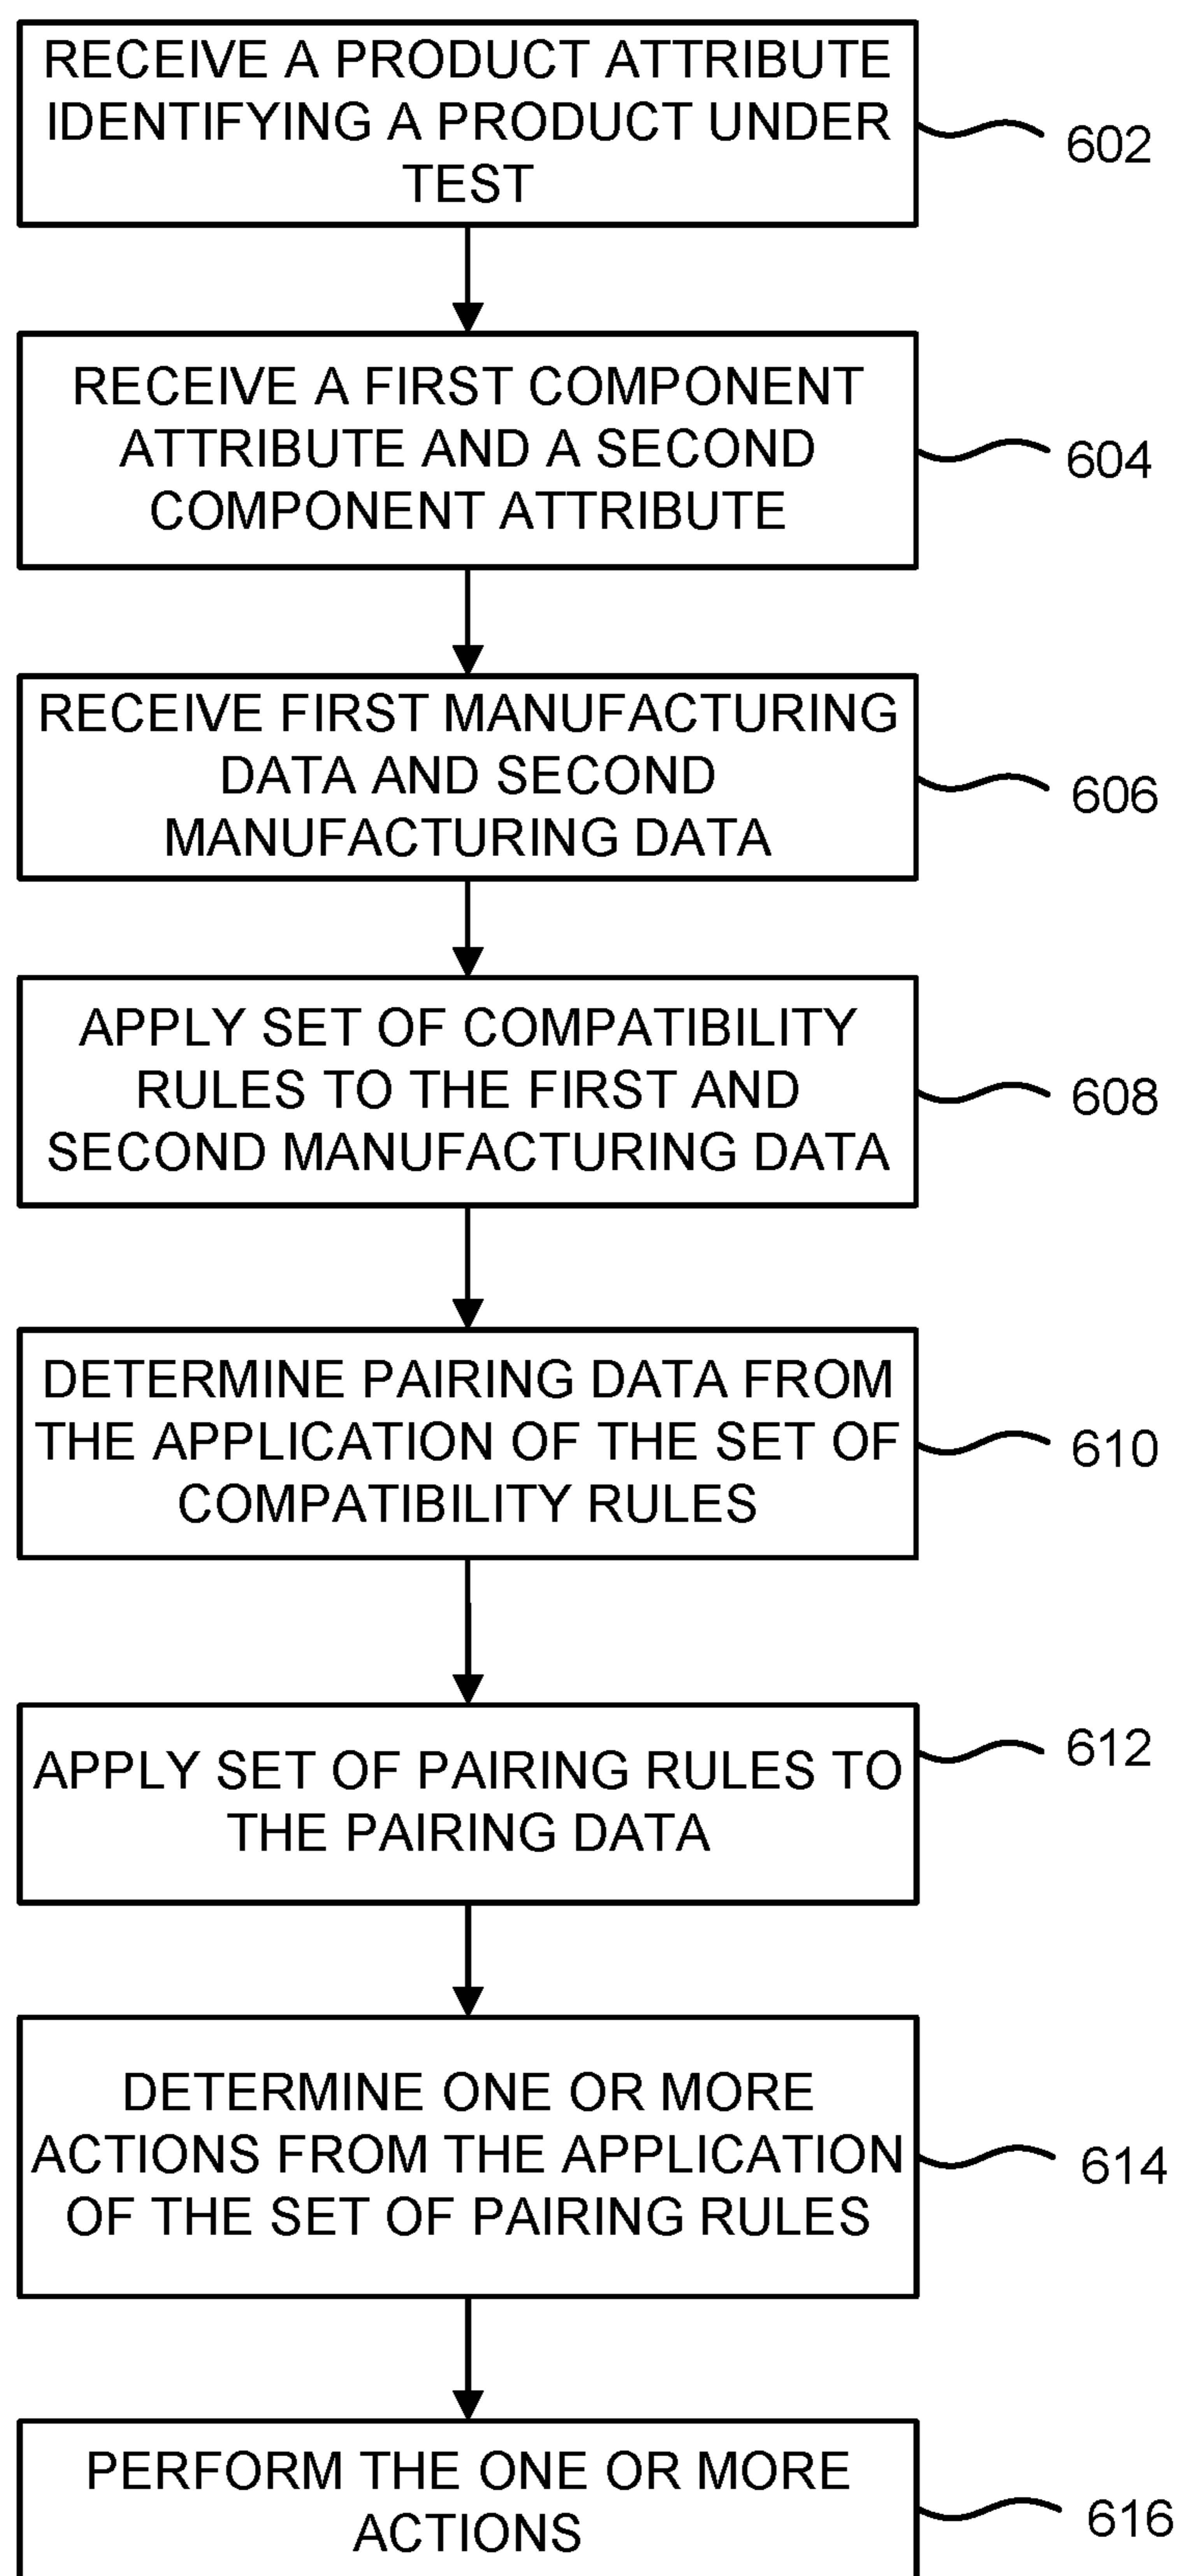 RECEIVE A PRODUCT ATTRIBUTE
IDENTIFYING A PRODUCT UNDER
TEST
602
RECEIVE A FIRST COMPONENT
ATTRIBUTE AND A SECOND
COMPONENT ATTRIBUTE
604
RECEIVE FIRST MANUFACTURING
DATA AND SECOND
MANUFACTURING DATA
606
APPLY SET OF COMPATIBILITY
RULES TO THE FIRST AND
SECOND MANUFACTURING DATA
608
DETERMINE PAIRING DATA FROM
THE APPLICATION OF THE SET OF
COMPATIBILITY RULES
610
APPLY SET OF PAIRING RULES TO
THE PAIRING DATA
612
DETERMINE ONE OR MORE
ACTIONS FROM THE APPLICATION
OF THE SET OF PAIRING RULES
614
PERFORM THE ONE OR MORE
ACTIONS
616